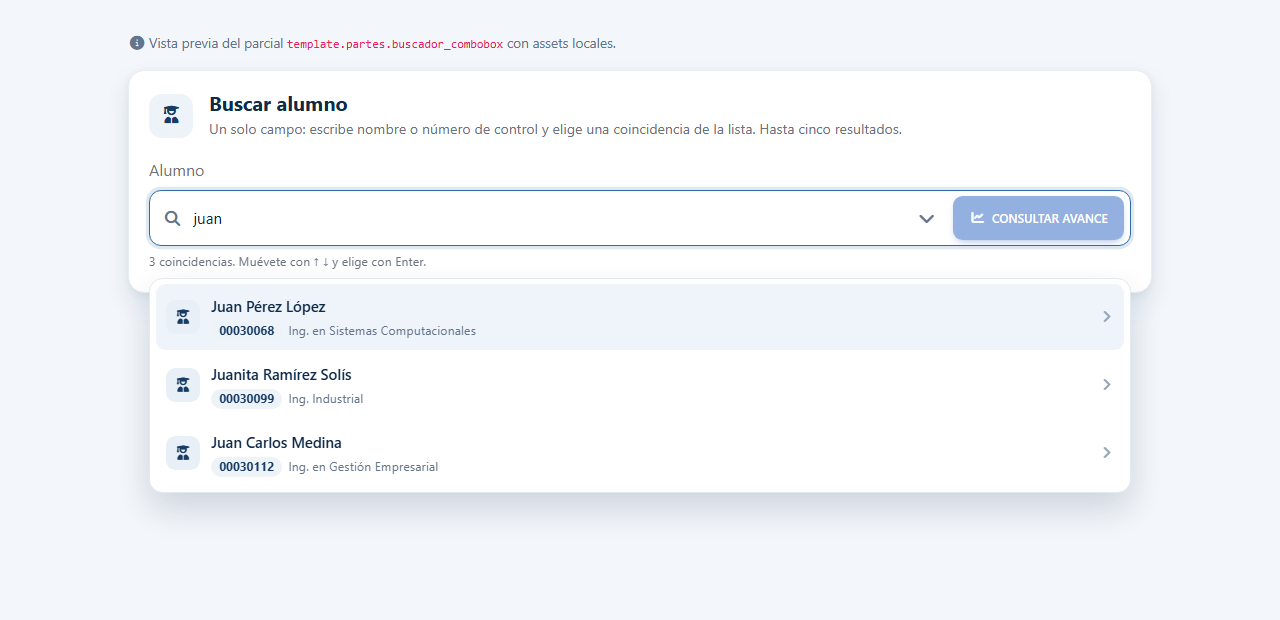 Vista previa del parcial template.partes.buscador_combobox con assets locales.
Buscar alumno
Un solo campo: escribe nombre o número de control y elige una coincidencia de la lista. Hasta cinco resultados.
Alumno
juan
CONSULTAR AVANCE
3 coincidencias. Muévete con ↑ ↓ y elige con Enter.
Juan Pérez López
00030068 Ing. en Sistemas Computacionales
Juanita Ramírez Solís
00030099 Ing. Industrial
Juan Carlos Medina
00030112 Ing. en Gestión Empresarial